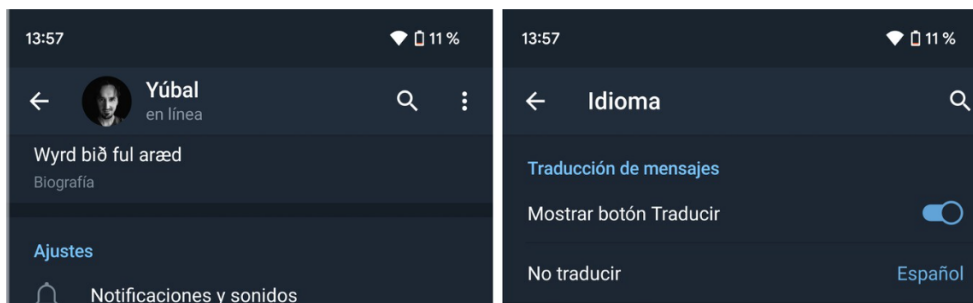 13:57
11 %
Yúbal
en línea
Wyrd bið ful aræd
Biografía
Ajustes
Notificaciones y sonidos
13:57
11 %
Idioma
Traducción de mensajes
Mostrar botón Traducir
No traducir Español